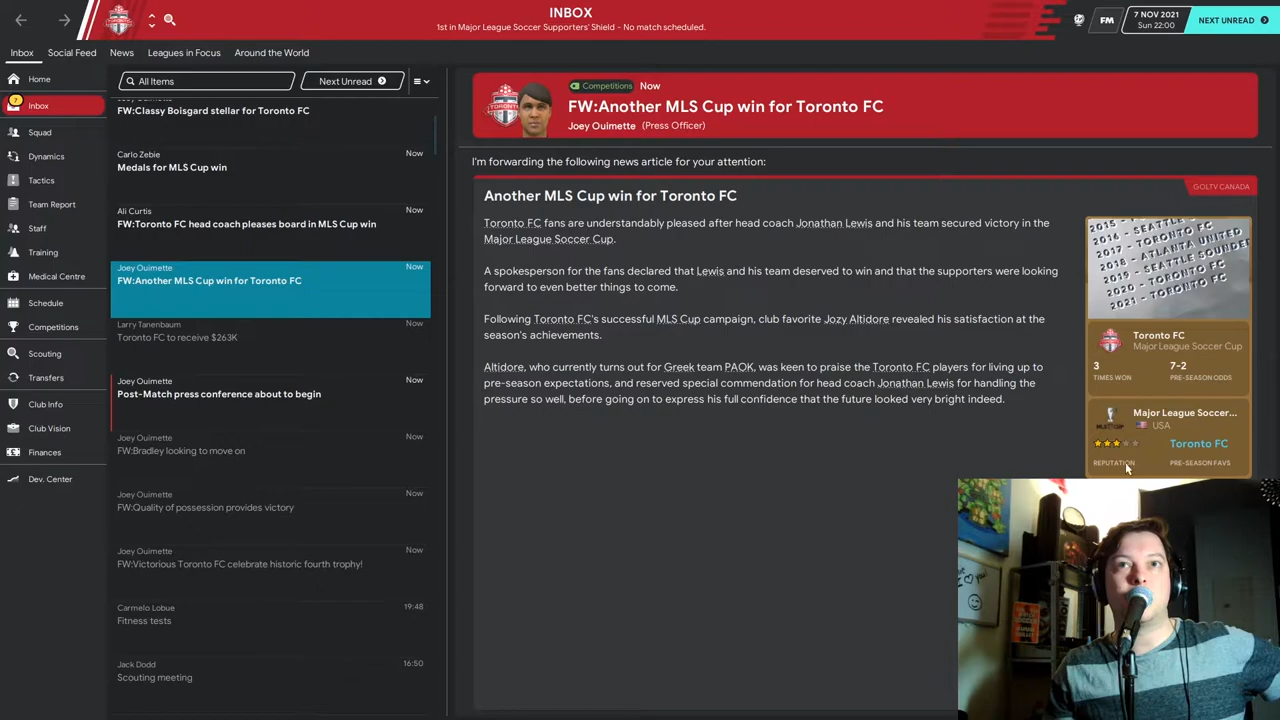 INBOX
1st in Major League Soccer Supporters' Shield - No match scheduled.
FM
7 NOV 2021
SUN 22:00
NEXT UNREAD
Inbox
Social Feed
News
Leagues in Focus
Around the World
Home
7
Inbox
Squad
Dynamics
Tactics
Team Report
Staff
Training
Medical Centre
Schedule
Competitions
Scouting
Transfers
Club Info
Club Vision
Finances
Dev. Center
All Items
Next Unread
Joey Ouimette
Now
FW:Classy Boisgard stellar for Toronto FC
Carlo Zebie
Now
Medals for MLS Cup win
Ali Curtis
Now
FW:Toronto FC head coach pleases board in MLS Cup win
Joey Ouimette
Now
FW:Another MLS Cup win for Toronto FC
Larry Tanenbaum
Now
Toronto FC to receive $263K
Joey Ouimette
Now
Post-Match press conference about to begin
Joey Ouimette
Now
FW:Bradley looking to move on
Joey Ouimette
Now
FW:Quality of possession provides victory
Joey Ouimette
Now
FW:Victorious Toronto FC celebrate historic fourth trophy!
Carmelo Lobue
19:48
Fitness tests
Jack Dodd
16:50
Scouting meeting
Competitions
Now
FW:Another MLS Cup win for Toronto FC
Joey Ouimette (Press Officer)
I'm forwarding the following news article for your attention:
GOLTV CANADA
Another MLS Cup win for Toronto FC
Toronto FC fans are understandably pleased after head coach Jonathan Lewis and his team secured victory in the
Major League Soccer Cup.
A spokesperson for the fans declared that Lewis and his team deserved to win and that the supporters were looking
forward to even better things to come.
Following Toronto FC's successful MLS Cup campaign, club favorite Jozy Altidore revealed his satisfaction at the
season's achievements.
Altidore, who currently turns out for Greek team PAOK, was keen to praise the Toronto FC players for living up to
pre-season expectations, and reserved special commendation for head coach Jonathan Lewis for handling the
pressure so well, before going on to express his full confidence that the future looked very bright indeed.
2016 - SEATTLE SOUNDE
2017 - TORONTO FC
2018 - ATLANTA UNITED
2019 - SEATTLE SOUNDER
2020 - TORONTO FC
2021 - TORONTO FC
Toronto FC
Major League Soccer Cup
3
TIMES WON
7-2
PRE-SEASON ODDS
Major League Soccer...
USA
Toronto FC
REPUTATION
PRE-SEASON FAVS